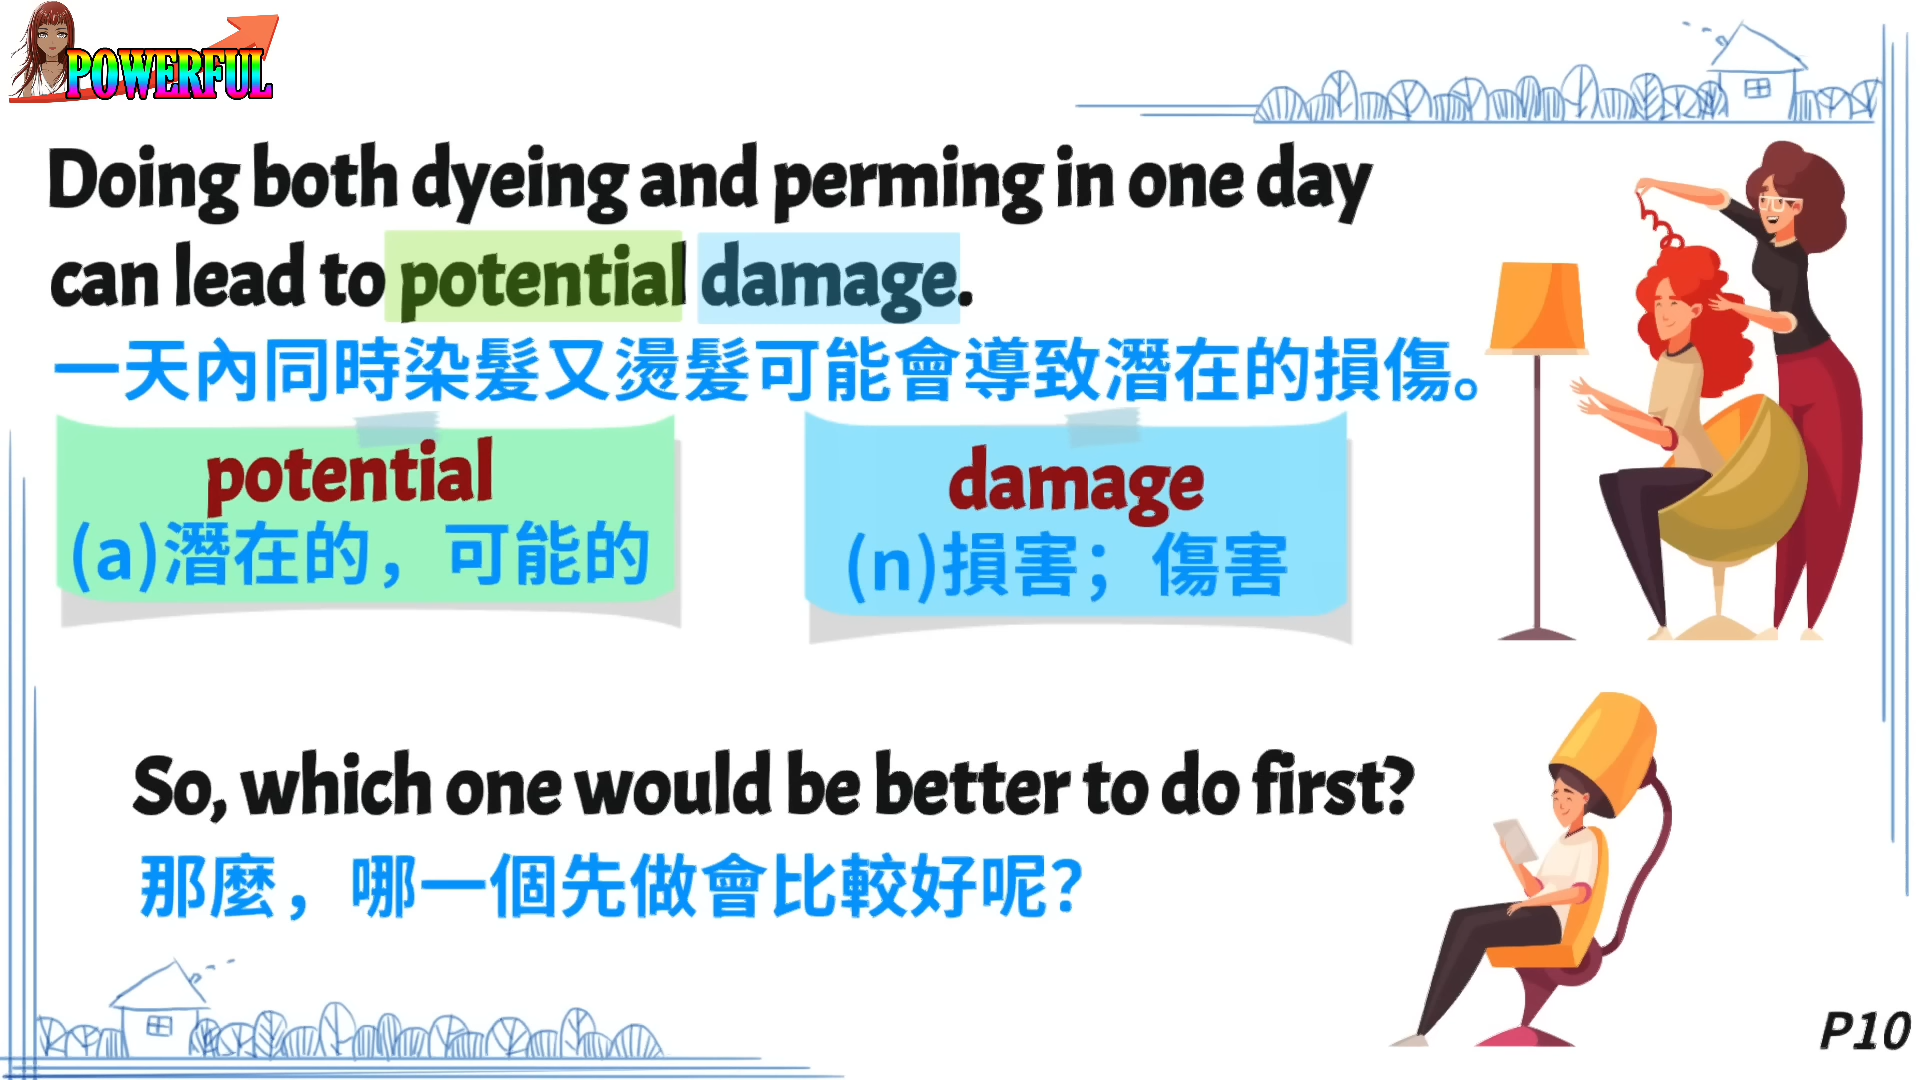 POWERFUL
Doing both dyeing and perming in one day
can lead to potential damage.
一天內同時染髮又燙髮可能會導致潛在的損傷。
potential
(a)潛在的，可能的
damage
(n)損害；傷害
So, which one would be better to do first?
那麼，哪一個先做會比較好呢?
P10